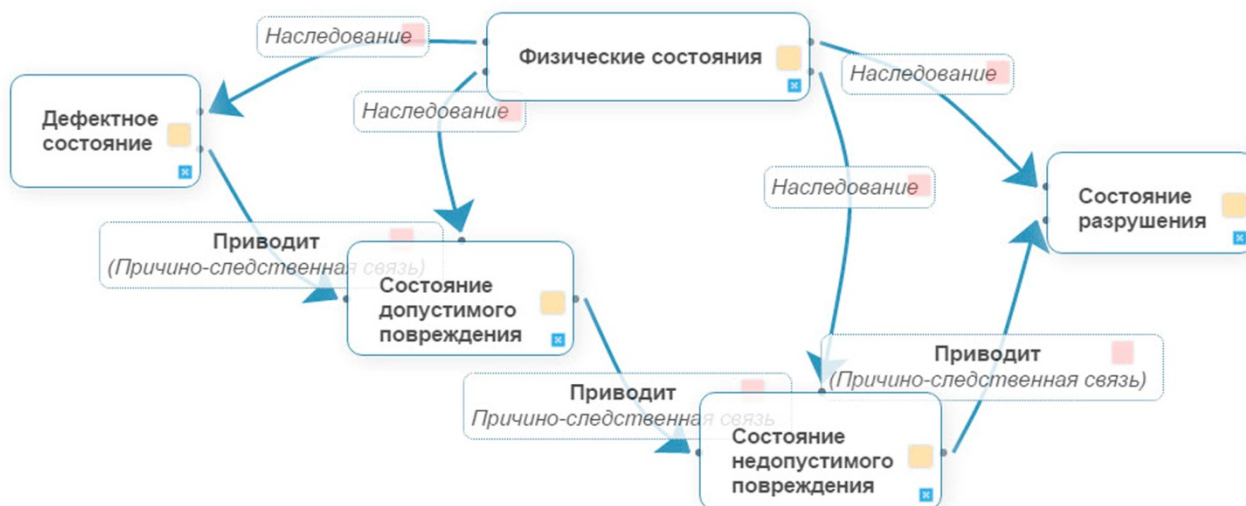 Наследование
Физические состояния
Наследование
Наследование
Дефектное
состояние
Наследование
Состояние
разрушения
Приводит
(Причино-следственная связь)
Состояние
допустимого
повреждения
Приводит
Причино-следственная связь
Приводит
(Причино-следственная связь)
Состояние
недопустимого
повреждения